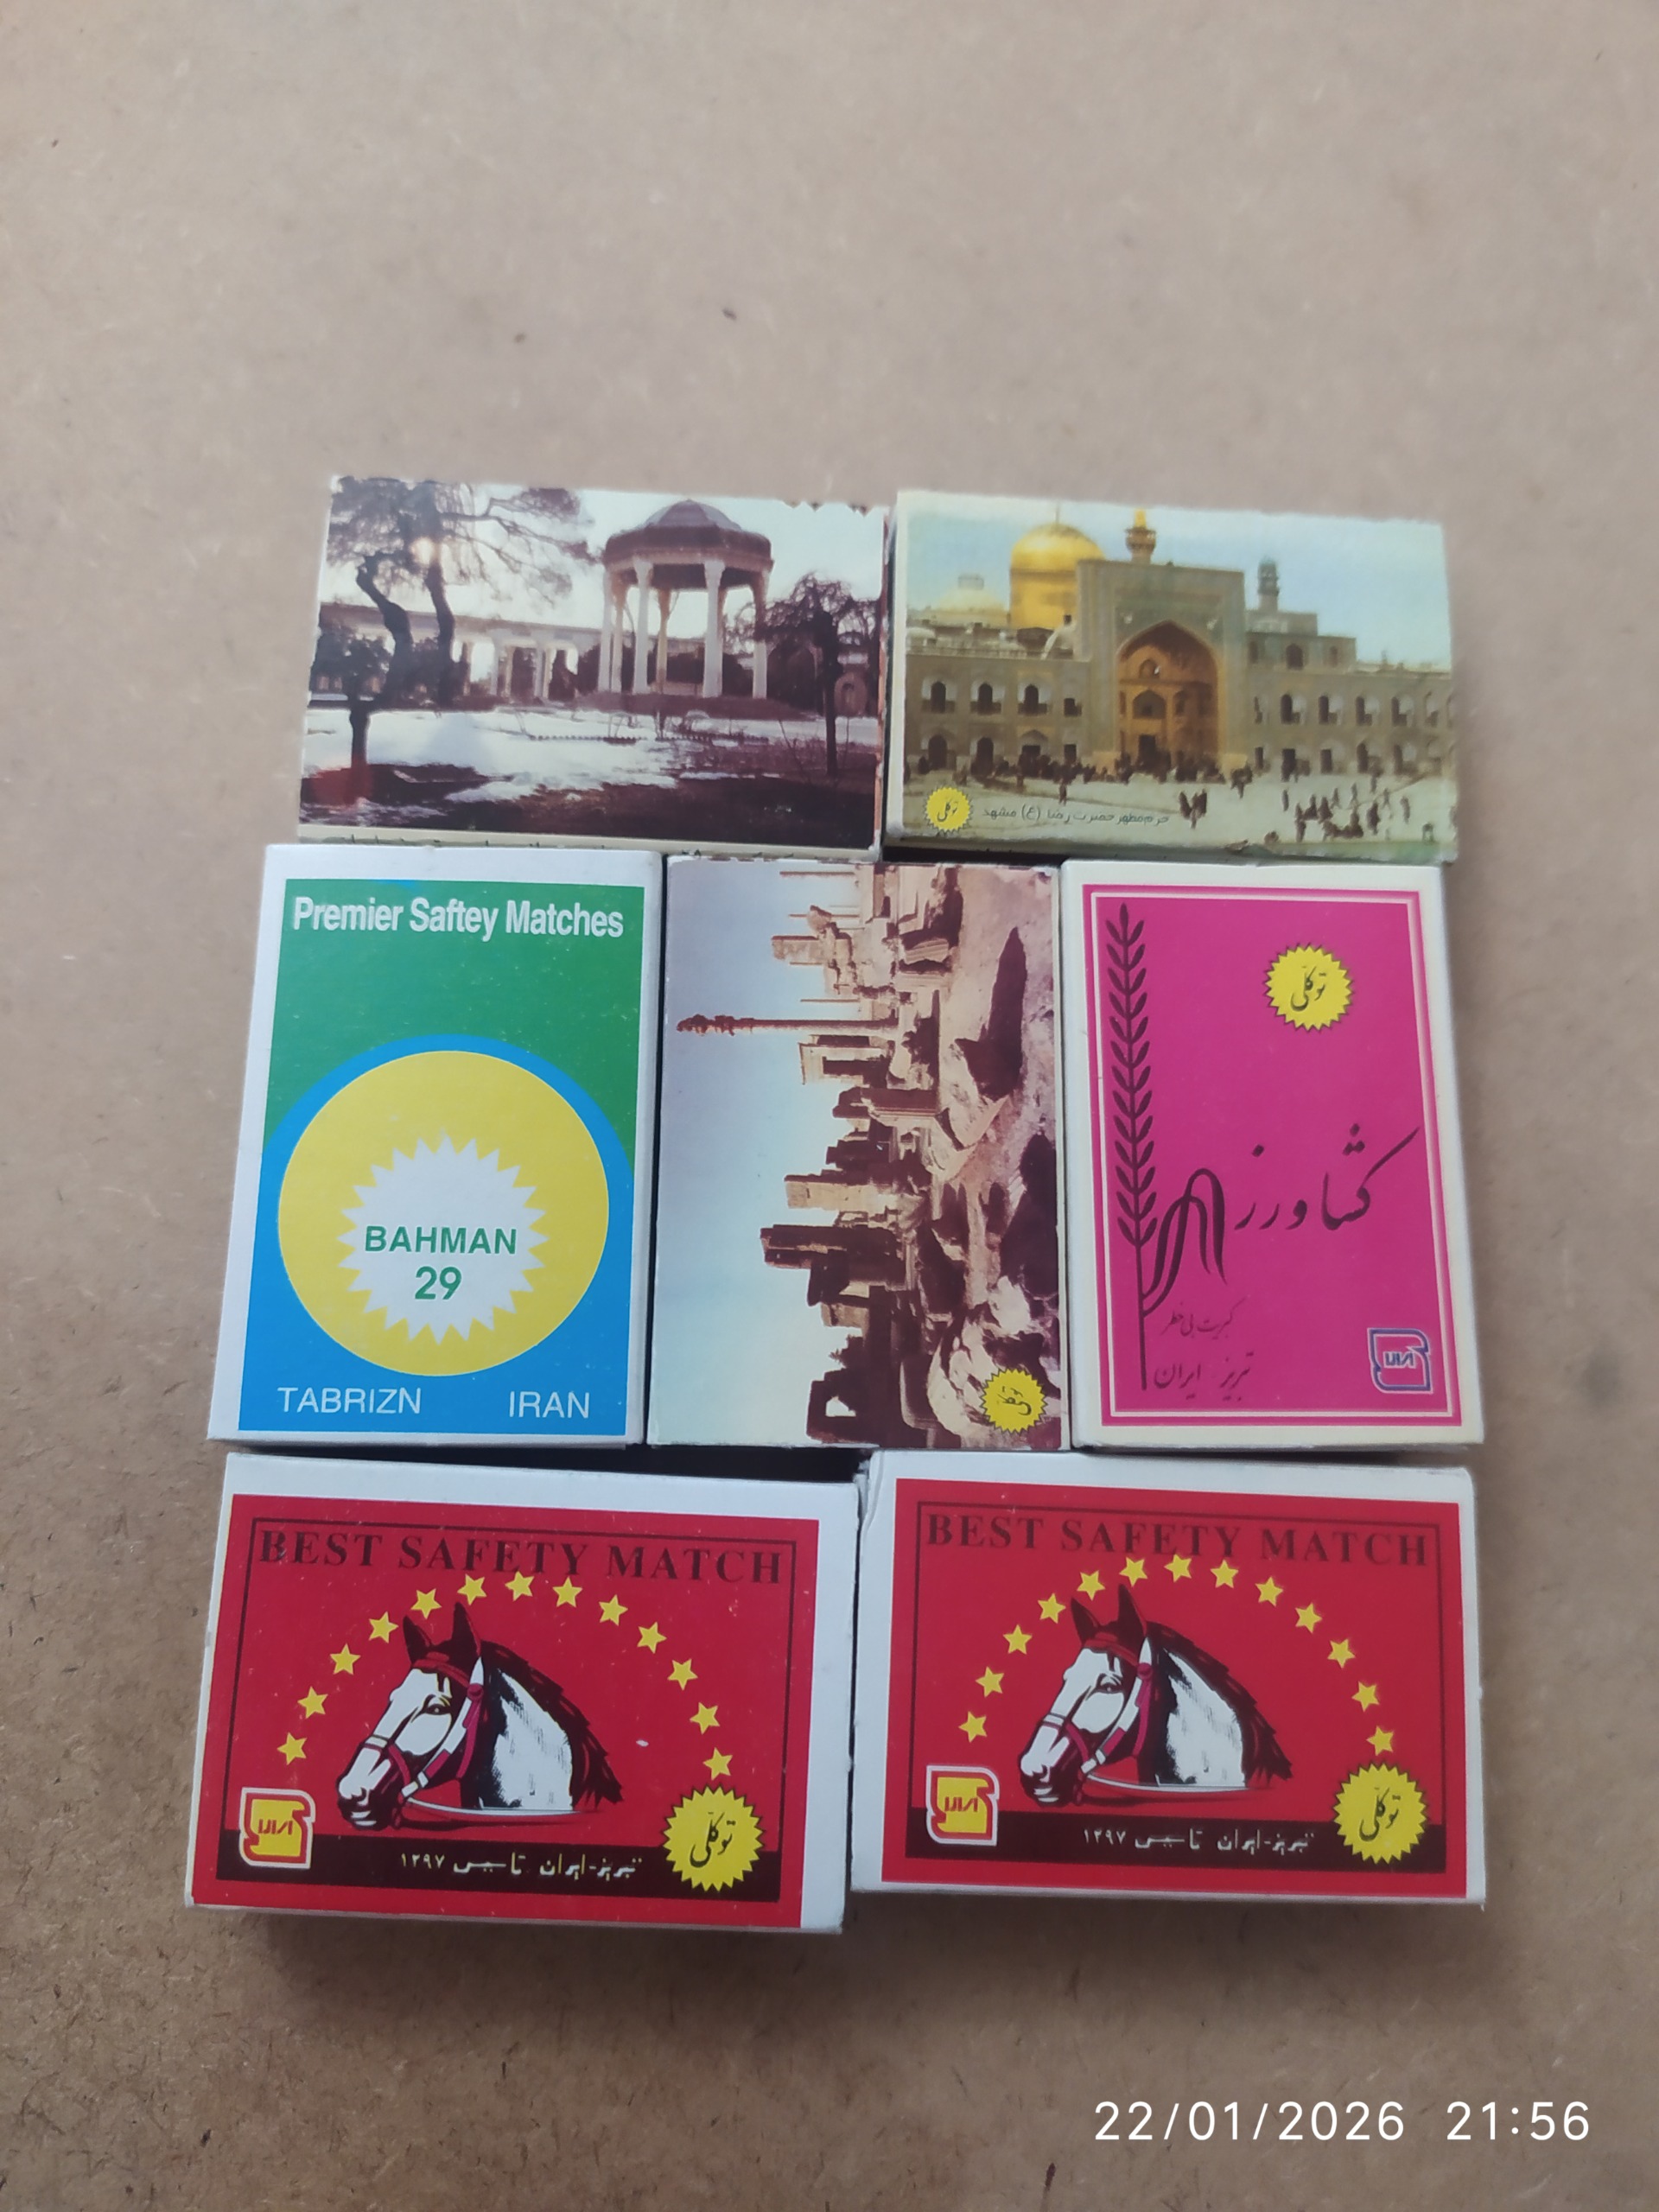 توکلی
حرم مطهر حضرت رضا (ع) مشهد
Premier Saftey Matches
BAHMAN
29
TABRIZN IRAN
توکلی
توکلی
کشاورز
کبریت بی خطر
تبریز ایران
BEST SAFETY MATCH
تبریز-ایران تاسیس ۱۲۹۷
توکلی
BEST SAFETY MATCH
تبریز-ایران تاسیس ۱۲۹۷
توکلی
22/01/2026 21:56